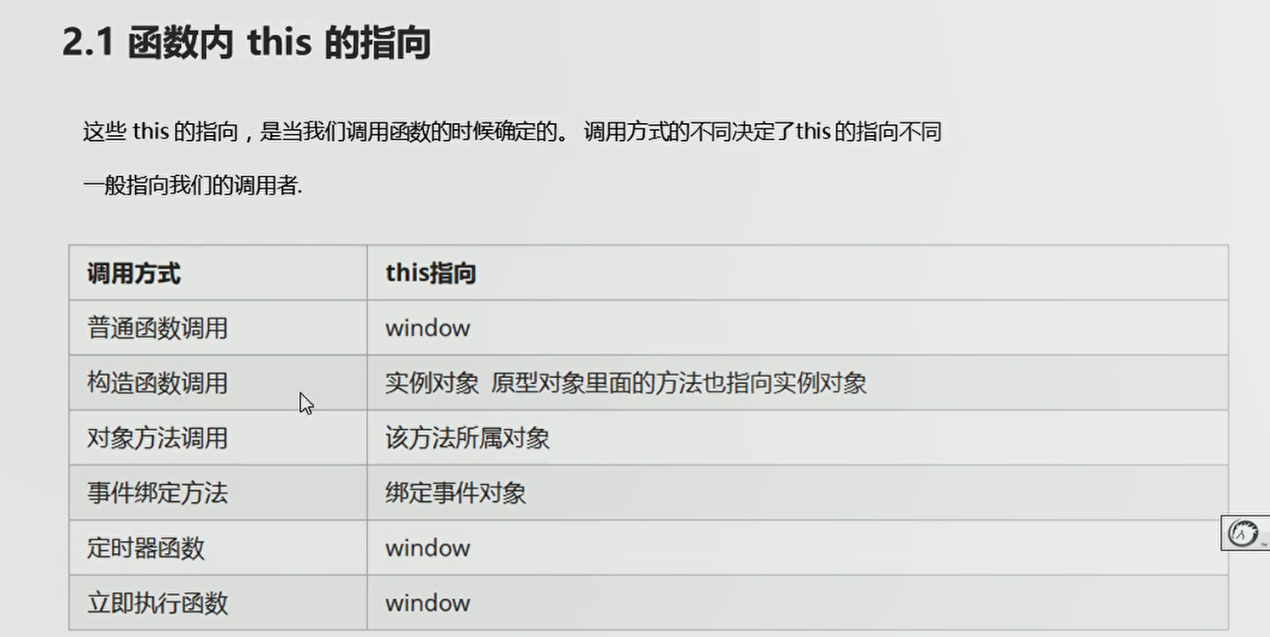 2.1 函数内 this 的指向
这些 this 的指向，是当我们调用函数的时候确定的。 调用方式的不同决定了this 的指向不同
一般指向我们的调用者.
调用方式 this指向
普通函数调用 window
构造函数调用 实例对象 原型对象里面的方法也指向实例对象
对象方法调用 该方法所属对象
事件绑定方法 绑定事件对象
定时器函数 window
立即执行函数 window